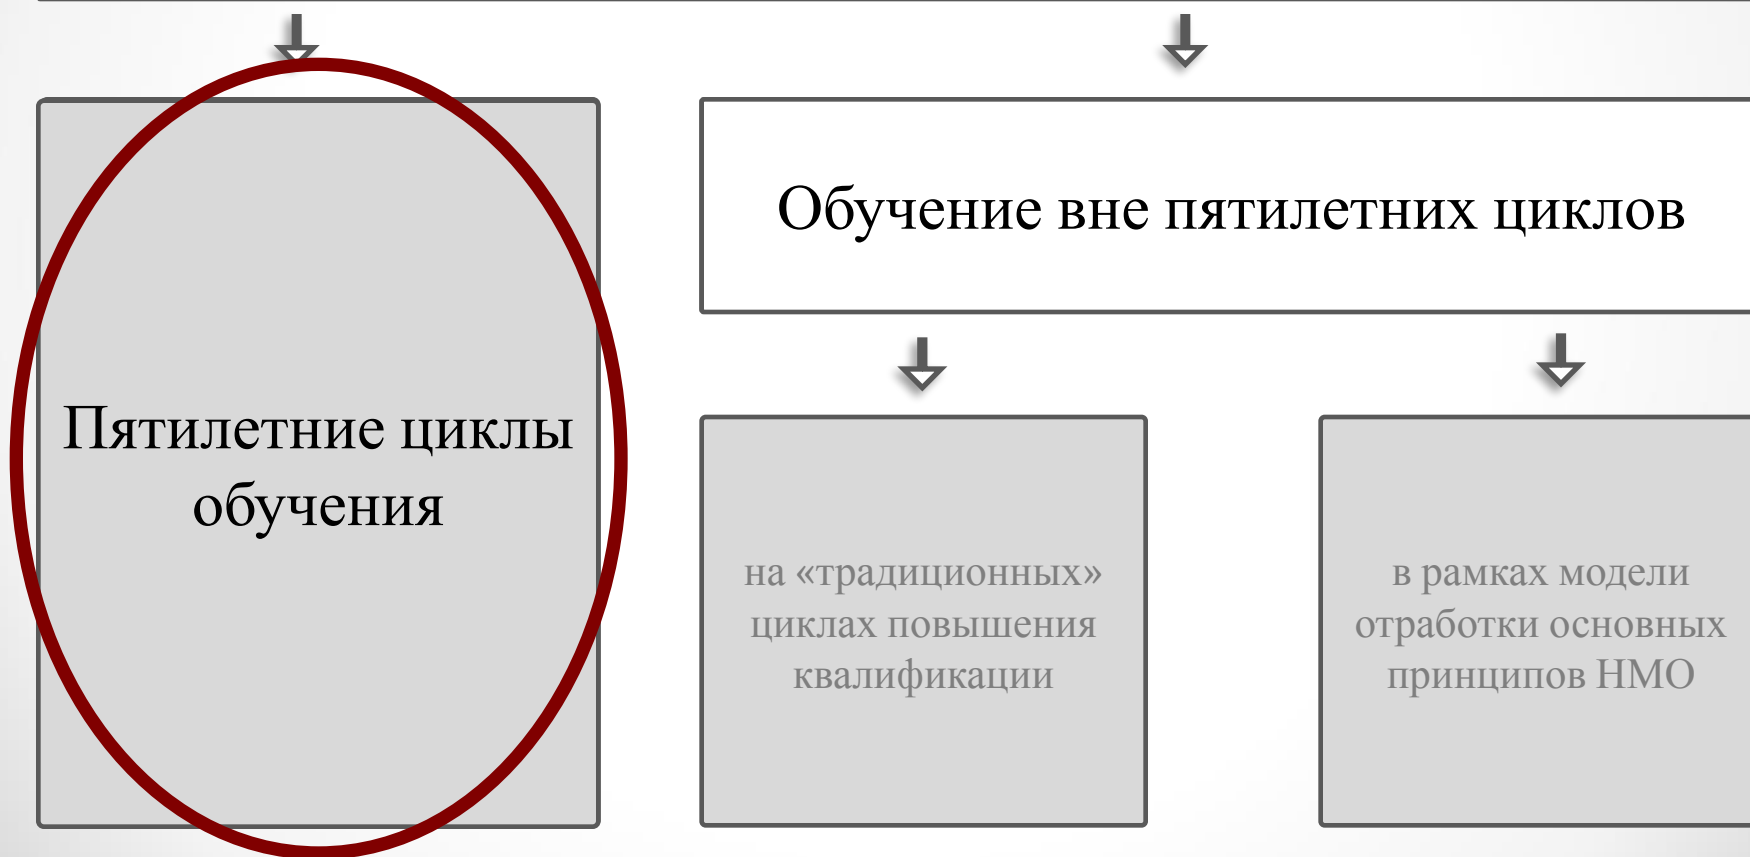 Обучение вне пятилетних циклов
Пятилетние циклы
обучения
на «традиционных»
циклах повышения
квалификации
в рамках модели
отработки основных
принципов НМО